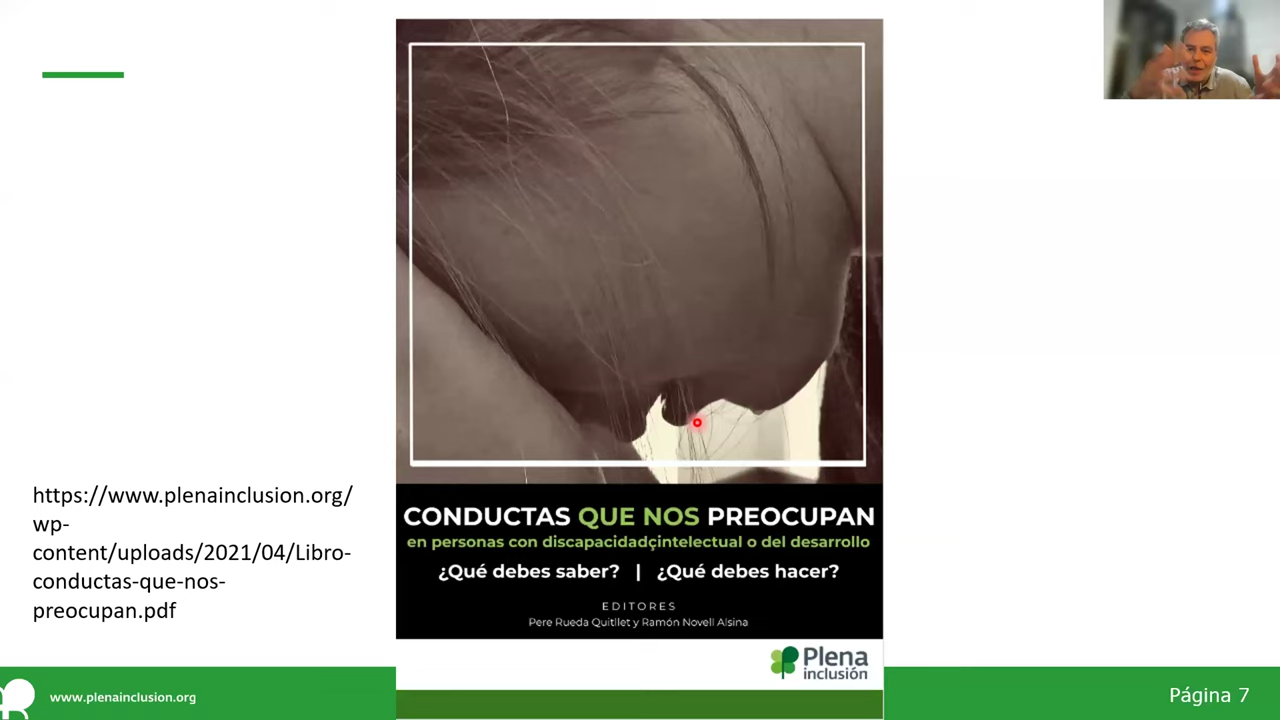 https://www.plenainclusion.org/
wp-
content/uploads/2021/04/Libro-
conductas-que-nos-
preocupan.pdf
CONDUCTAS QUE NOS PREOCUPAN
en personas con discapacidadçintelectual o del desarrollo
¿Qué debes saber? | ¿Qué debes hacer?
EDITORES
Pere Rueda Quitllet y Ramón Novell Alsina
Plena
inclusión
www.plenainclusion.org
Página 7